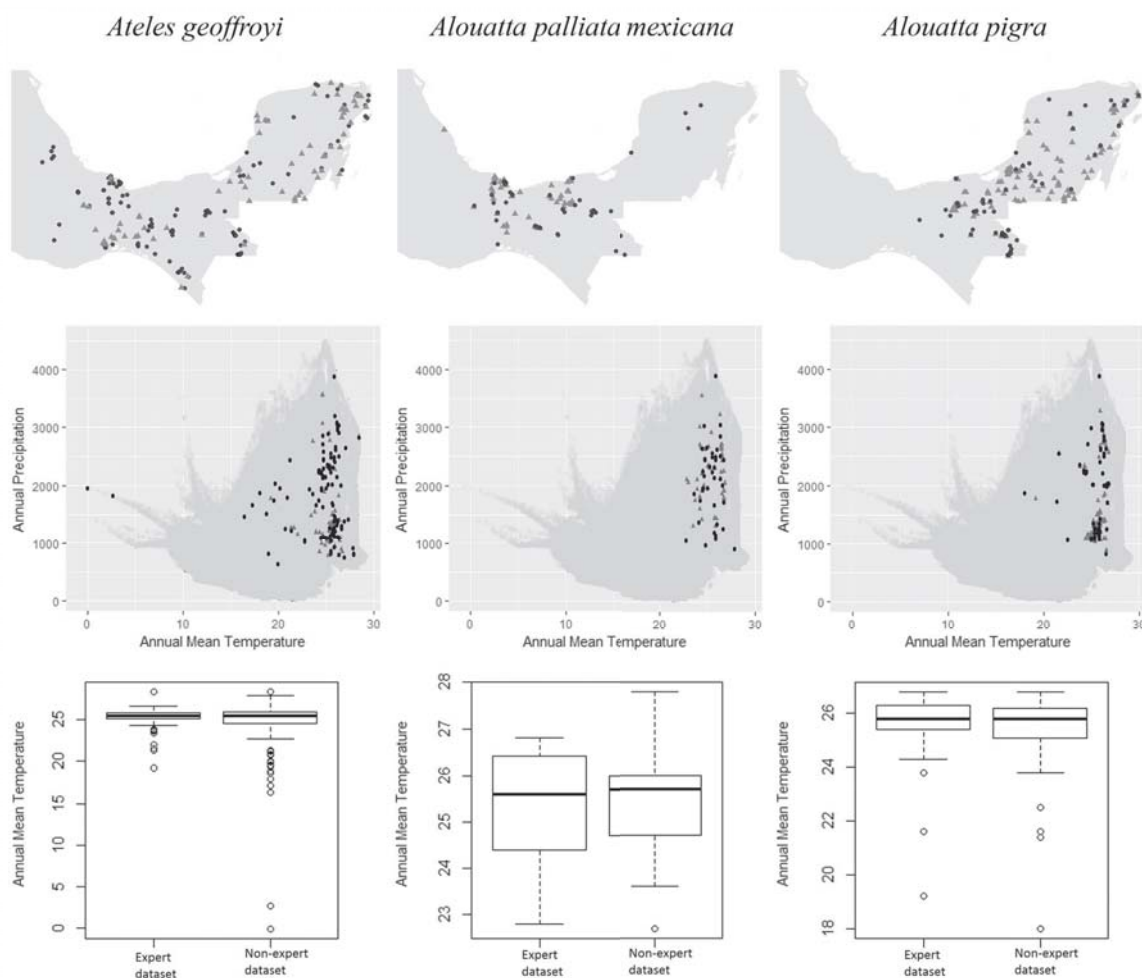 Ateles geoffroyi
Alouatta palliata mexicana
Alouatta pigra
Annual Precipitation
4000
3000
2000
1000
0
0 10 20 30
Annual Mean Temperature
Annual Precipitation
4000
3000
2000
1000
0
0 10 20 30
Annual Mean Temperature
Annual Precipitation
4000
3000
2000
1000
0
0 10 20 30
Annual Mean Temperature
Annual Mean Temperature
25
20
15
10
5
0
Expert
dataset
Non-expert
dataset
Annual Mean Temperature
28
27
26
25
24
23
Expert
dataset
Non-expert
dataset
Annual Mean Temperature
26
24
22
20
18
Expert
dataset
Non-expert
dataset